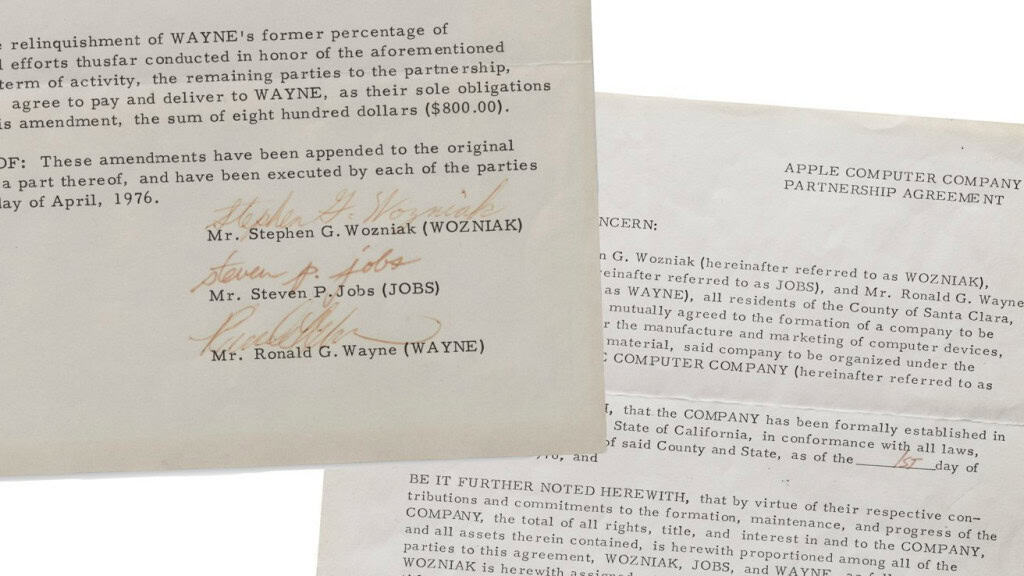 relinquishment of WAYNE's former percentage of
efforts thusfar conducted in honor of the aforementioned
term of activity, the remaining parties to the partnership,
agree to pay and deliver to WAYNE, as their sole obligations
is amendment, the sum of eight hundred dollars ($800.00).
OF: These amendments have been appended to the original
a part thereof, and have been executed by each of the parties
day of April, 1976.
Stephen G. Wozniak
Mr. Stephen G. Wozniak (WOZNIAK)
steven p. jobs
Mr. Steven P. Jobs (JOBS)
Mr. Ronald G. Wayne (WAYNE)
APPLE COMPUTER COMPANY
PARTNERSHIP AGREEMENT
NCERN:
n G. Wozniak (hereinafter referred to as WOZNIAK),
einafter referred to as JOBS), and Mr. Ronald G. Wayne
as WAYNE), all residents of the County of Santa Clara,
mutually agreed to the formation of a company to be
r the manufacture and marketing of computer devices,
material, said company to be organized under the
COMPUTER COMPANY (hereinafter referred to as
, that the COMPANY has been formally established in
State of California, in conformance with all laws,
of said County and State, as of the 1st day of
and
BE IT FURTHER NOTED HEREWITH, that by virtue of their respective con-
tributions and commitments to the formation, maintenance, and progress of the
COMPANY, the total of all rights, title, and interest in and to the COMPANY,
and all assets therein contained, is herewith proportioned among all of the
parties to this agreement, WOZNIAK, JOBS, and WAYNE,
WOZNIAK is herewith